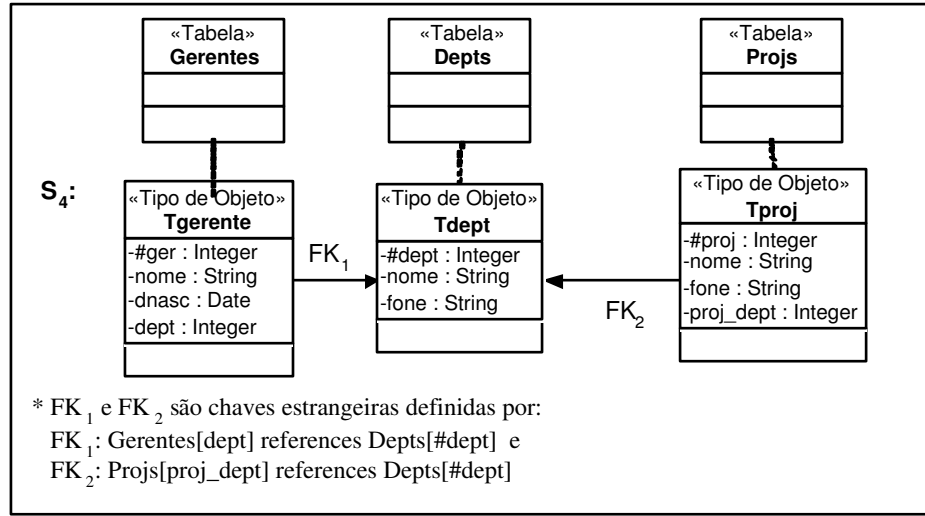 «Tabela»
Gerentes
«Tabela»
Depts
«Tabela»
Projs
S4:
«Tipo de Objeto»
Tgerente
-#ger : Integer
-nome : String
-dnasc : Date
-dept : Integer
FK1
«Tipo de Objeto»
Tdept
-#dept : Integer
-nome : String
-fone : String
FK2
«Tipo de Objeto»
Tproj
-#proj : Integer
-nome : String
-fone : String
-proj_dept : Integer
* FK1 e FK2 são chaves estrangeiras definidas por:
FK1: Gerentes[dept] references Depts[#dept] e
FK2: Projs[proj_dept] references Depts[#dept]